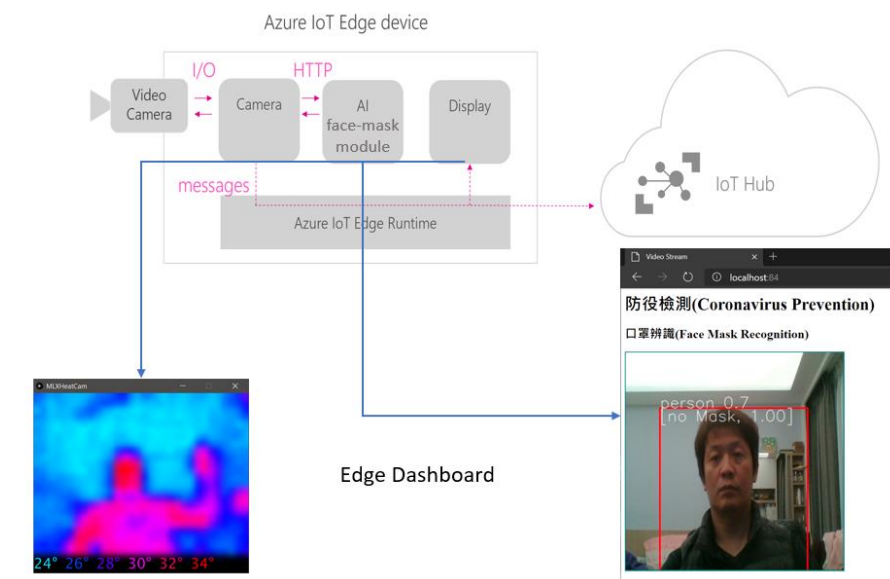 Azure IoT Edge device
I/O
HTTP
Video
Camera
Camera
AI
face-mask
module
Display
messages
Azure IoT Edge Runtime
IoT Hub
Video Stream
localhost:84
防役檢測(Coronavirus Prevention)
口罩辨識(Face Mask Recognition)
person 0.7
[no Mask, 1.00]
MLXHeatCam
24° 26° 28° 30° 32° 34°
Edge Dashboard